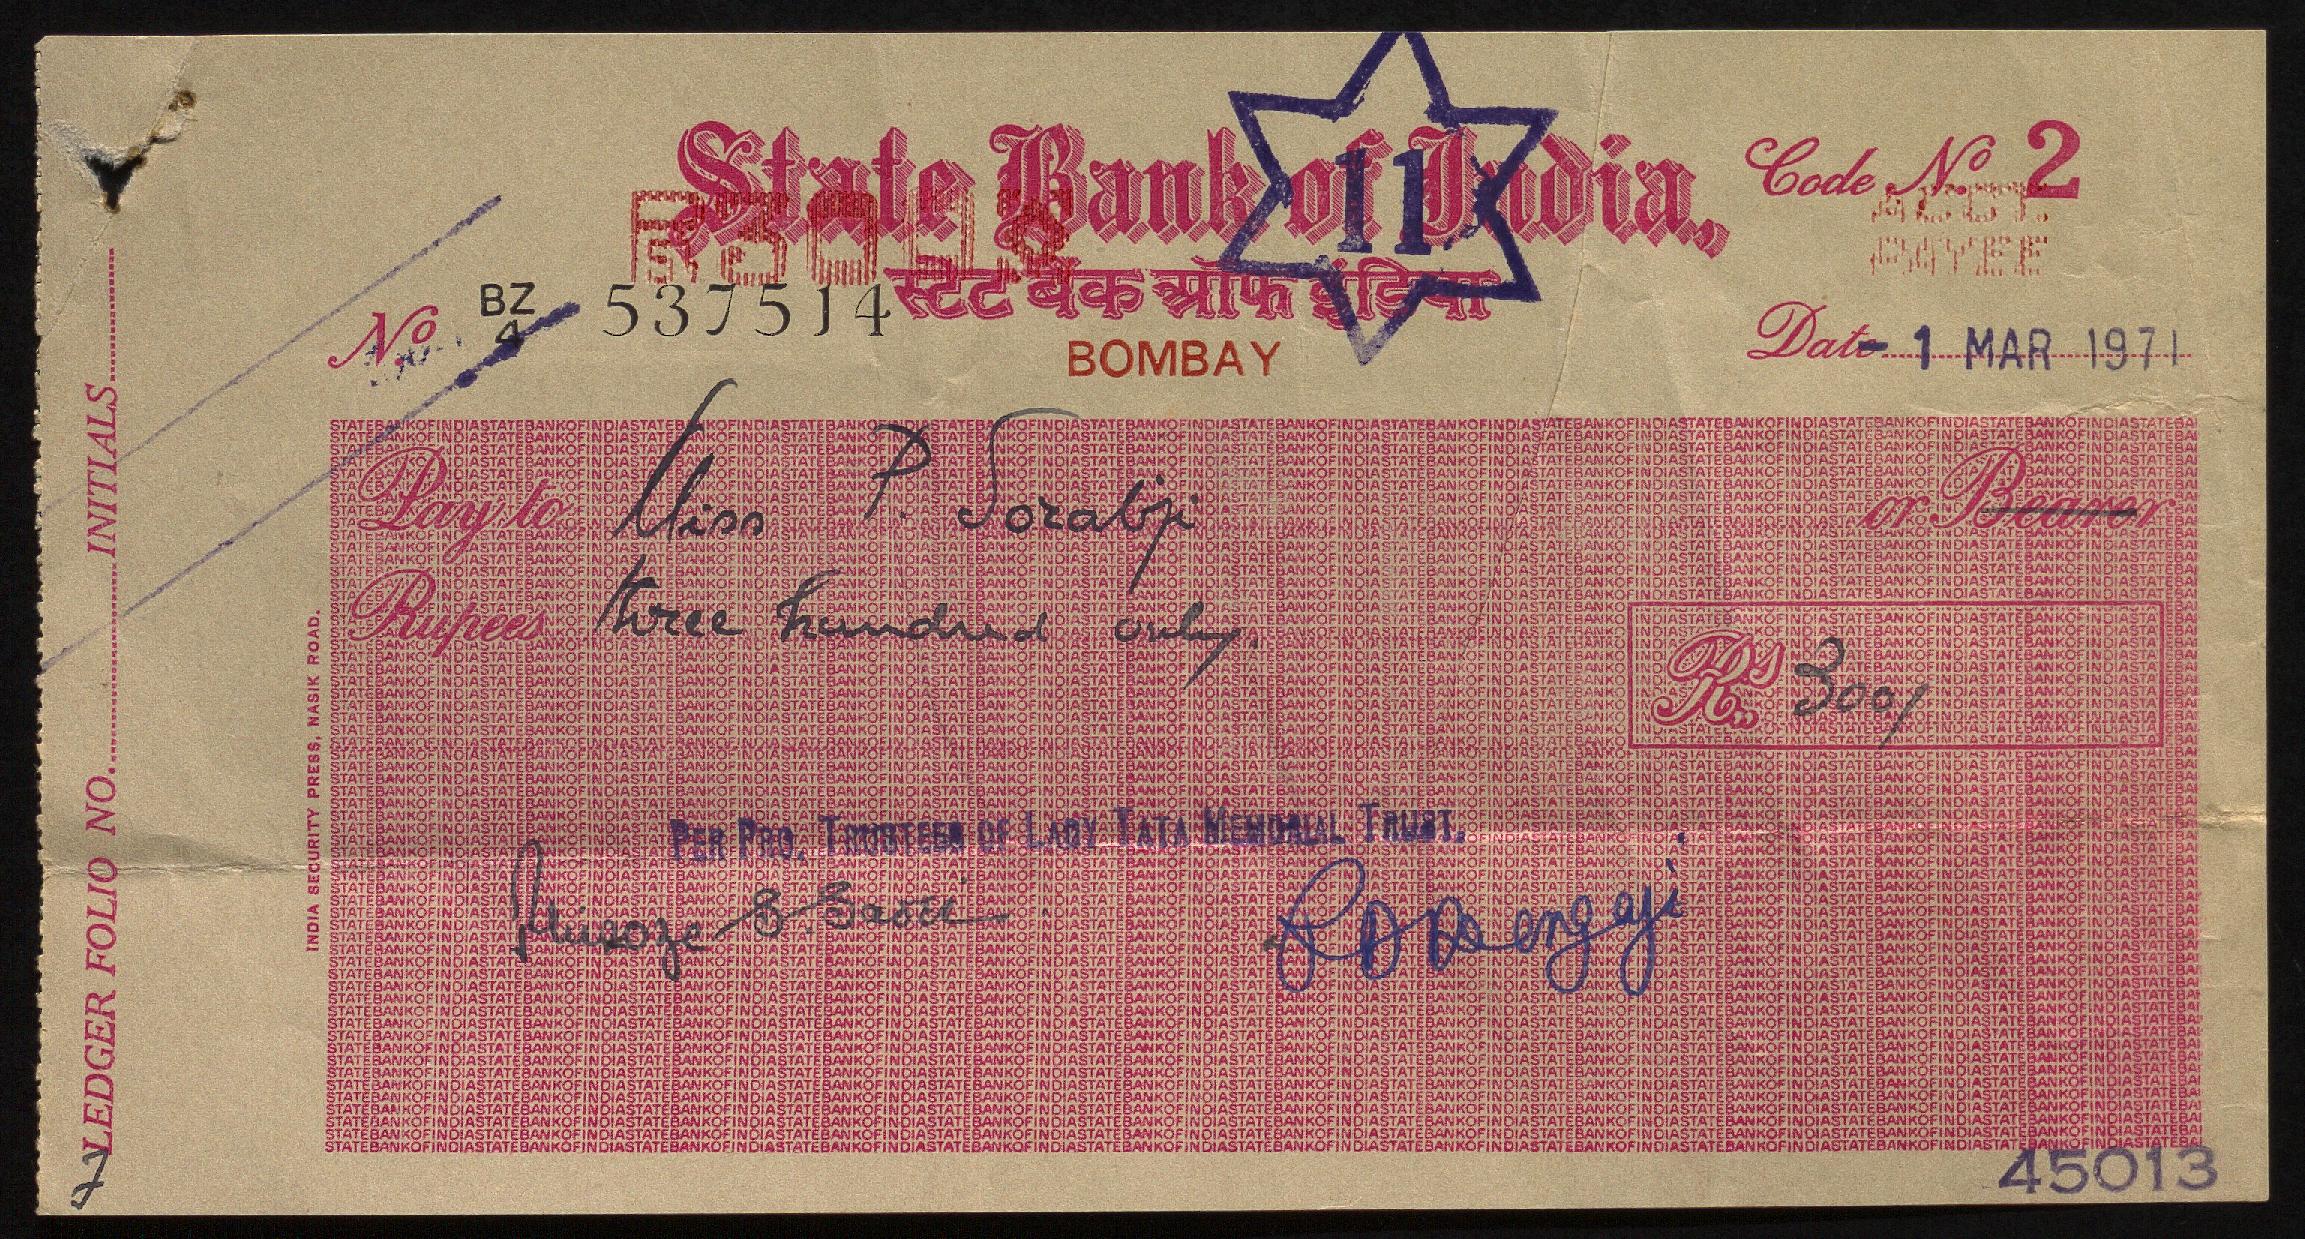 State Bank of India,
11
Code No 2
स्टेट बैंक ऑफ इंडिया
No. BZ 4 537514
BOMBAY
Date - 1 MAR 1971
Pay to Miss P. Sorabji or Bearer
Rupees three hundred only.
Rs 300/
PER PRO. TRUSTEES OF LADY TATA MEMORIAL TRUST.
45013
LEDGER FOLIO NO. INITIALS
INDIA SECURITY PRESS, NASIK ROAD.